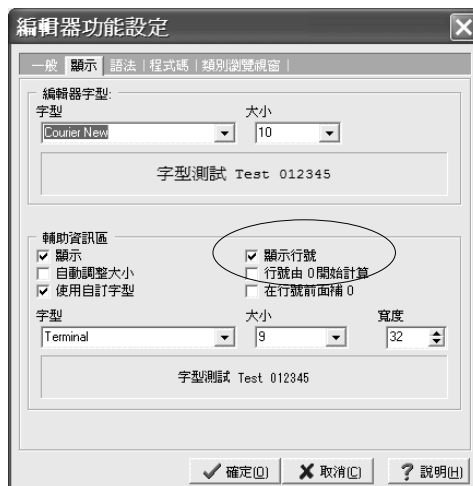 編輯器功能設定
一般 顯示 語法 程式碼 類別瀏覽視窗
編輯器字型:
字型 大小
Courier New 10
字型測試 Test 012345
輔助資訊區
顯示 顯示行號
自動調整大小 行號由 0開始計算
使用自訂字型 在行號前面補 0
字型 大小 寬度
Terminal 9 32
字型測試 Test 012345
確定(O) 取消(C) 說明(H)